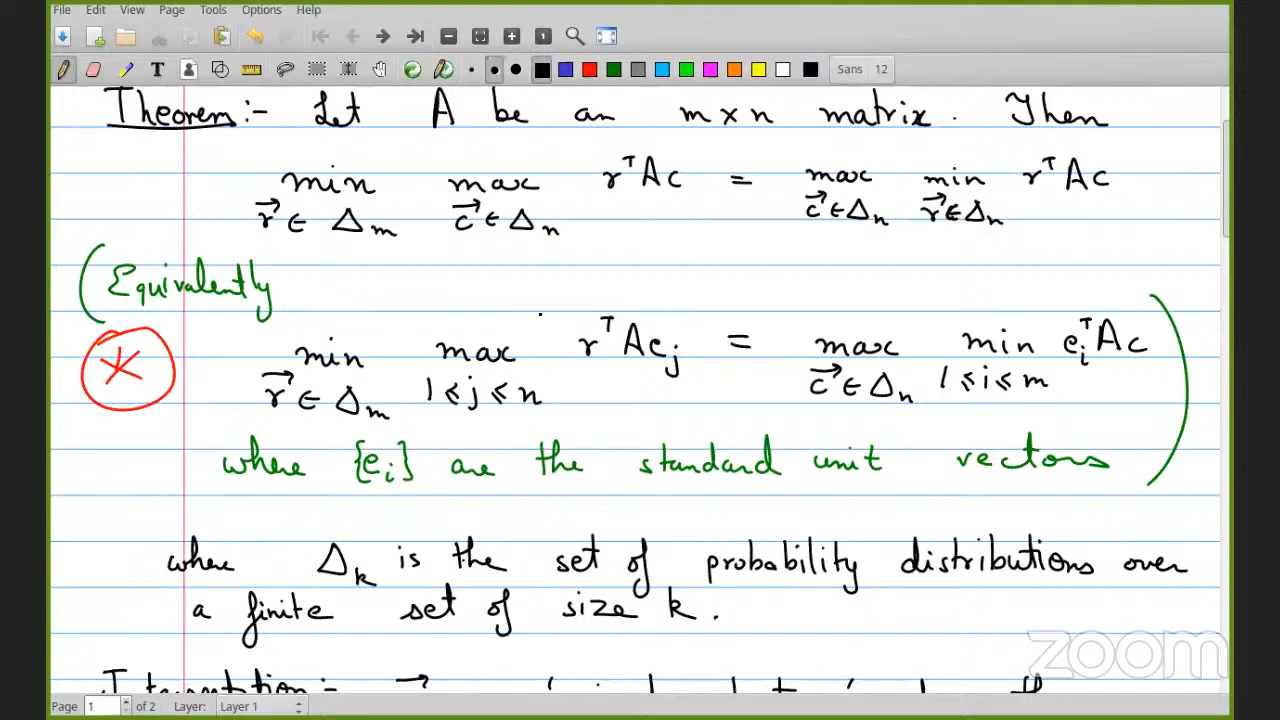 File Edit View Page Tools Options Help
Sans 12
Theorem:- Let A be an m×n matrix. Then
min max rᵀAc = max min rᵀAc
r⃗ ∈ Δₘ c⃗ ∈ Δₙ c⃗ ∈ Δₙ r⃗ ∈ Δₙ
(Equivalently
* min max rᵀAeⱼ = max min eᵢᵀAc
r⃗ ∈ Δₘ 1≤j≤n c⃗ ∈ Δₙ 1≤i≤m
where {eᵢ} are the standard unit vectors)
where Δₖ is the set of probability distributions over
a finite set of size k.
zoom
Page 1 of 2 Layer: Layer 1